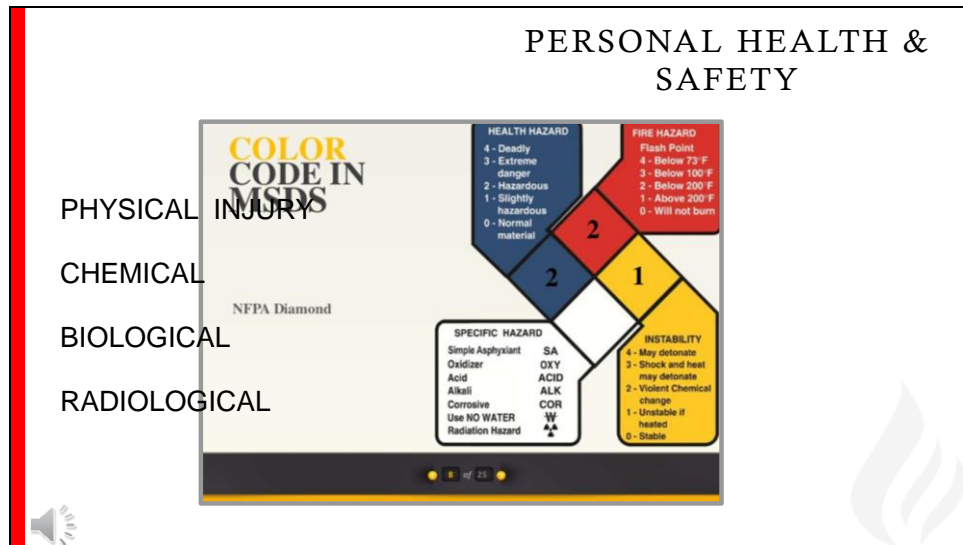 PERSONAL HEALTH &
SAFETY
COLOR
CODE IN
MSDS
PHYSICAL INJURY
CHEMICAL
BIOLOGICAL
RADIOLOGICAL
NFPA Diamond
HEALTH HAZARD
4 - Deadly
3 - Extreme
danger
2 - Hazardous
1 - Slightly
hazardous
0 - Normal
material
FIRE HAZARD
Flash Point
4 - Below 73°F
3 - Below 100°F
2 - Below 200°F
1 - Above 200°F
0 - Will not burn
2
2
1
SPECIFIC HAZARD
Simple Asphyxiant SA
Oxidizer OXY
Acid ACID
Alkali ALK
Corrosive COR
Use NO WATER W
Radiation Hazard
INSTABILITY
4 - May detonate
3 - Shock and heat
may detonate
2 - Violent Chemical
change
1 - Unstable if
heated
0 - Stable
8 of 25